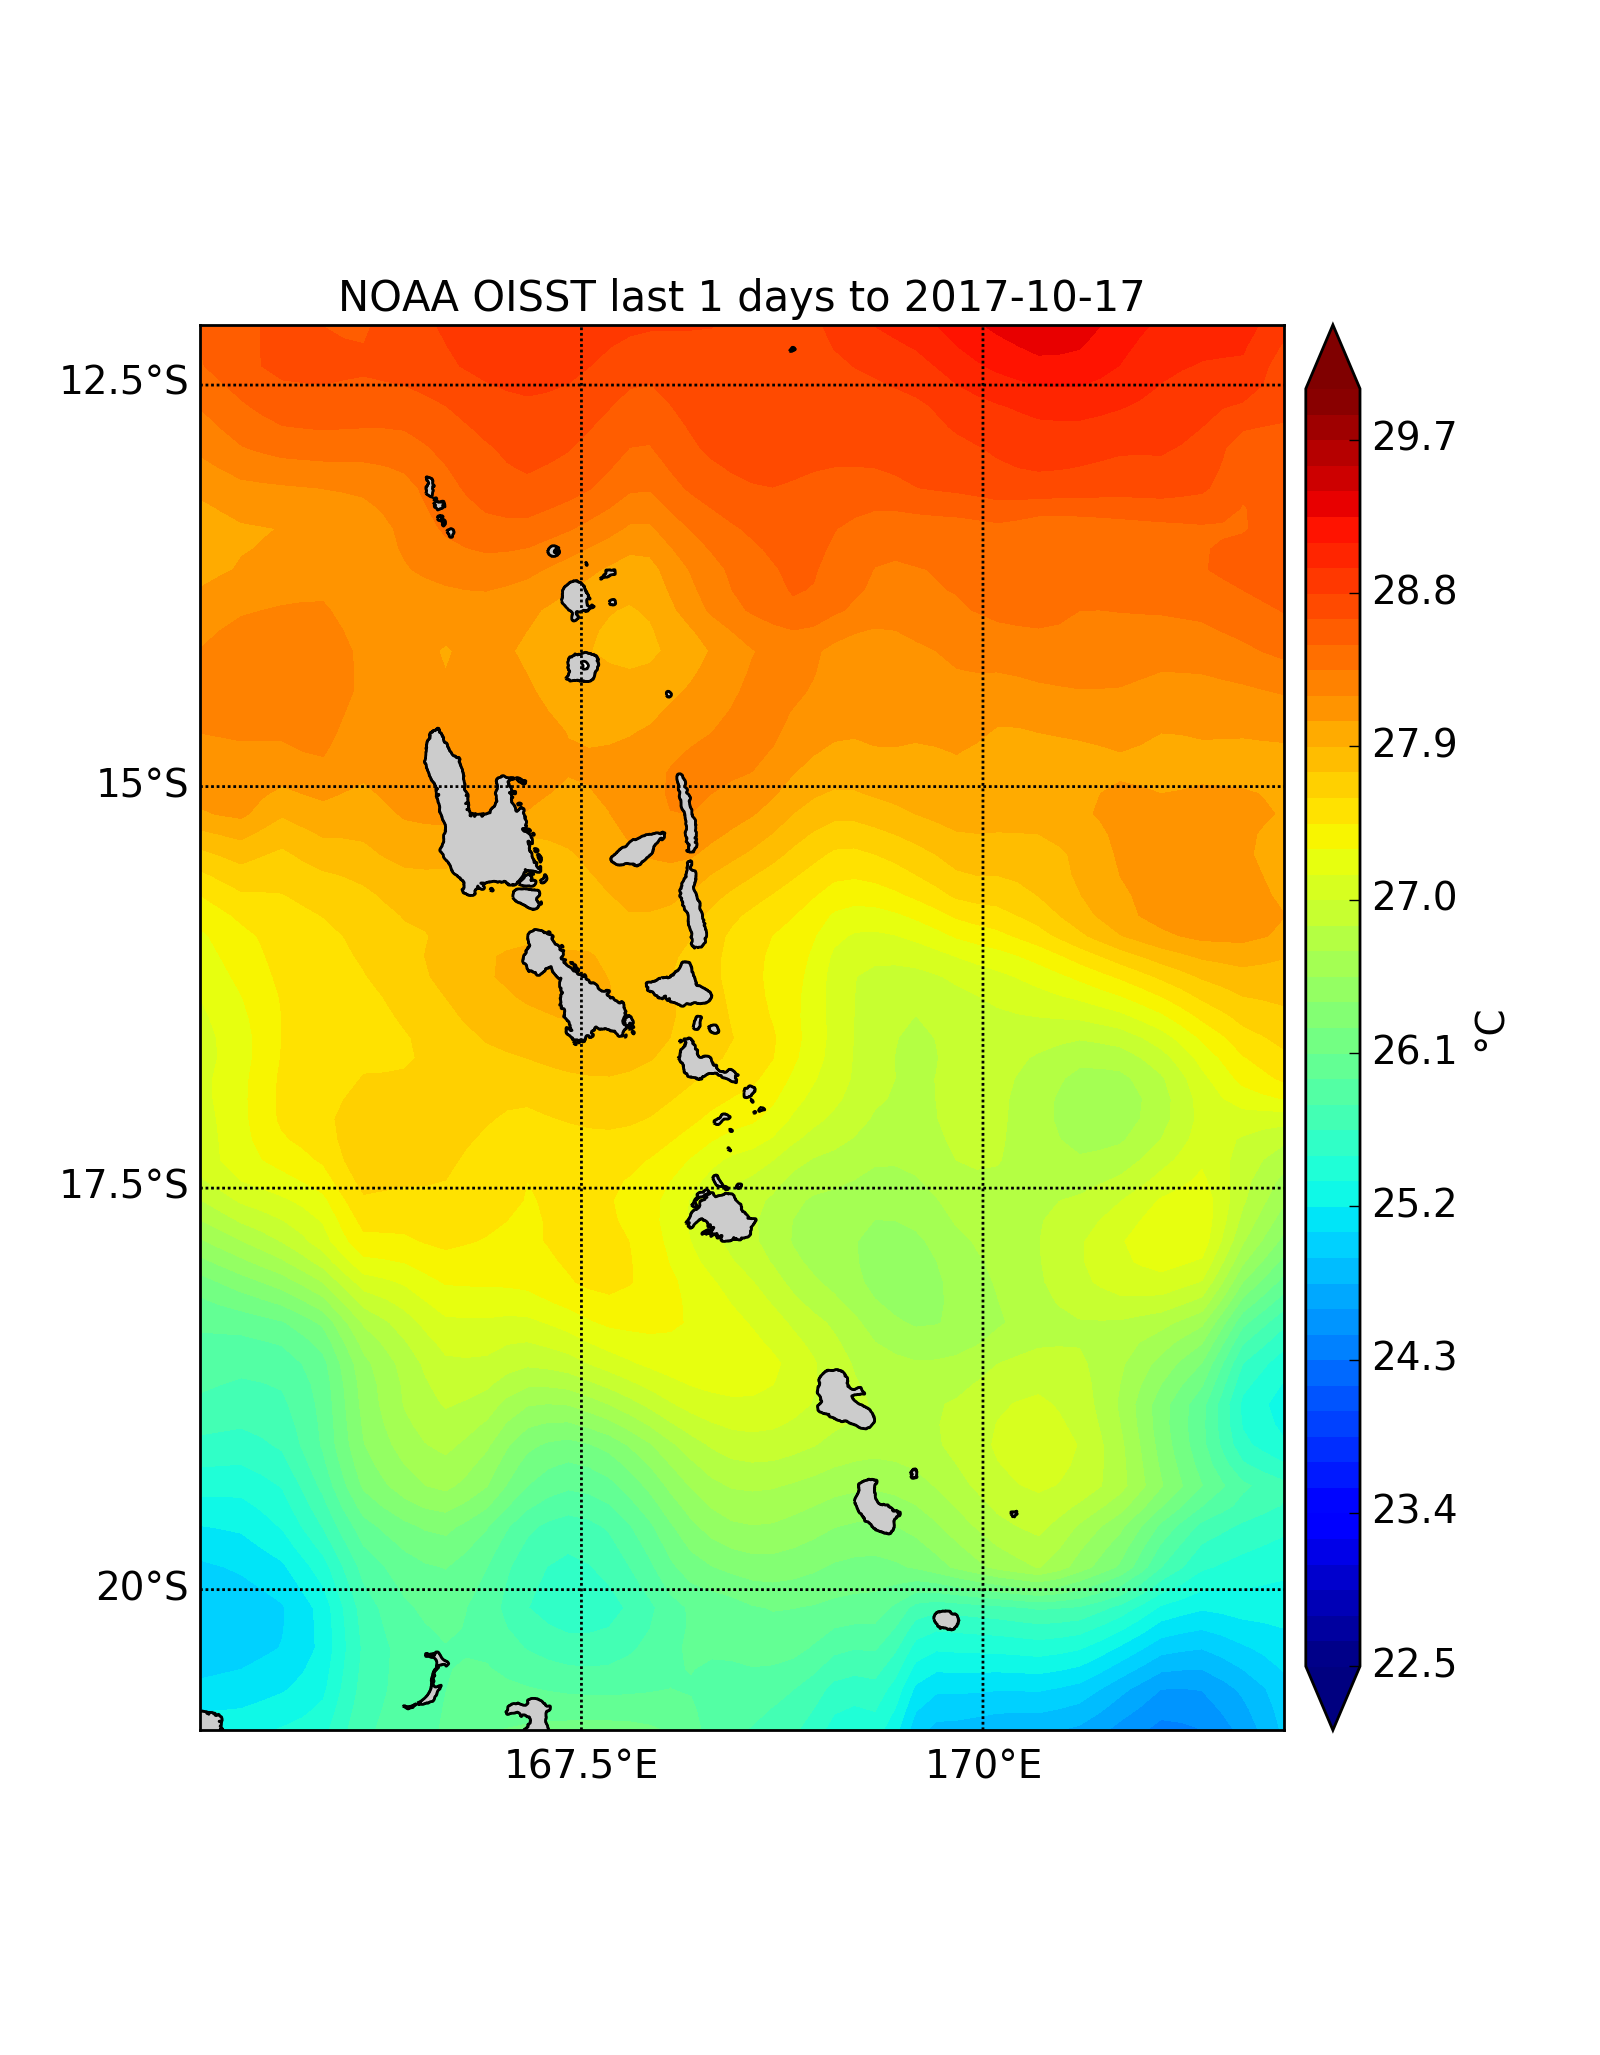 NOAA OISST last 1 days to 2017-10-17
12.5°S
15°S
17.5°S
20°S
167.5°E
170°E
29.7
28.8
27.9
27.0
26.1
25.2
24.3
23.4
22.5
°C